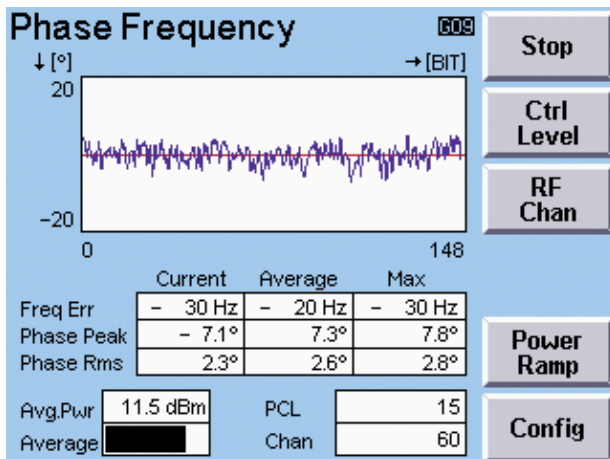 Phase Frequency
G09
↓ [°]
→ [BIT]
20
−20
0
148
Current Average Max
Freq Err − 30 Hz − 20 Hz − 30 Hz
Phase Peak − 7.1° 7.3° 7.8°
Phase Rms 2.3° 2.6° 2.8°
Avg.Pwr 11.5 dBm
Average
PCL 15
Chan 60
Stop
Ctrl
Level
RF
Chan
Power
Ramp
Config